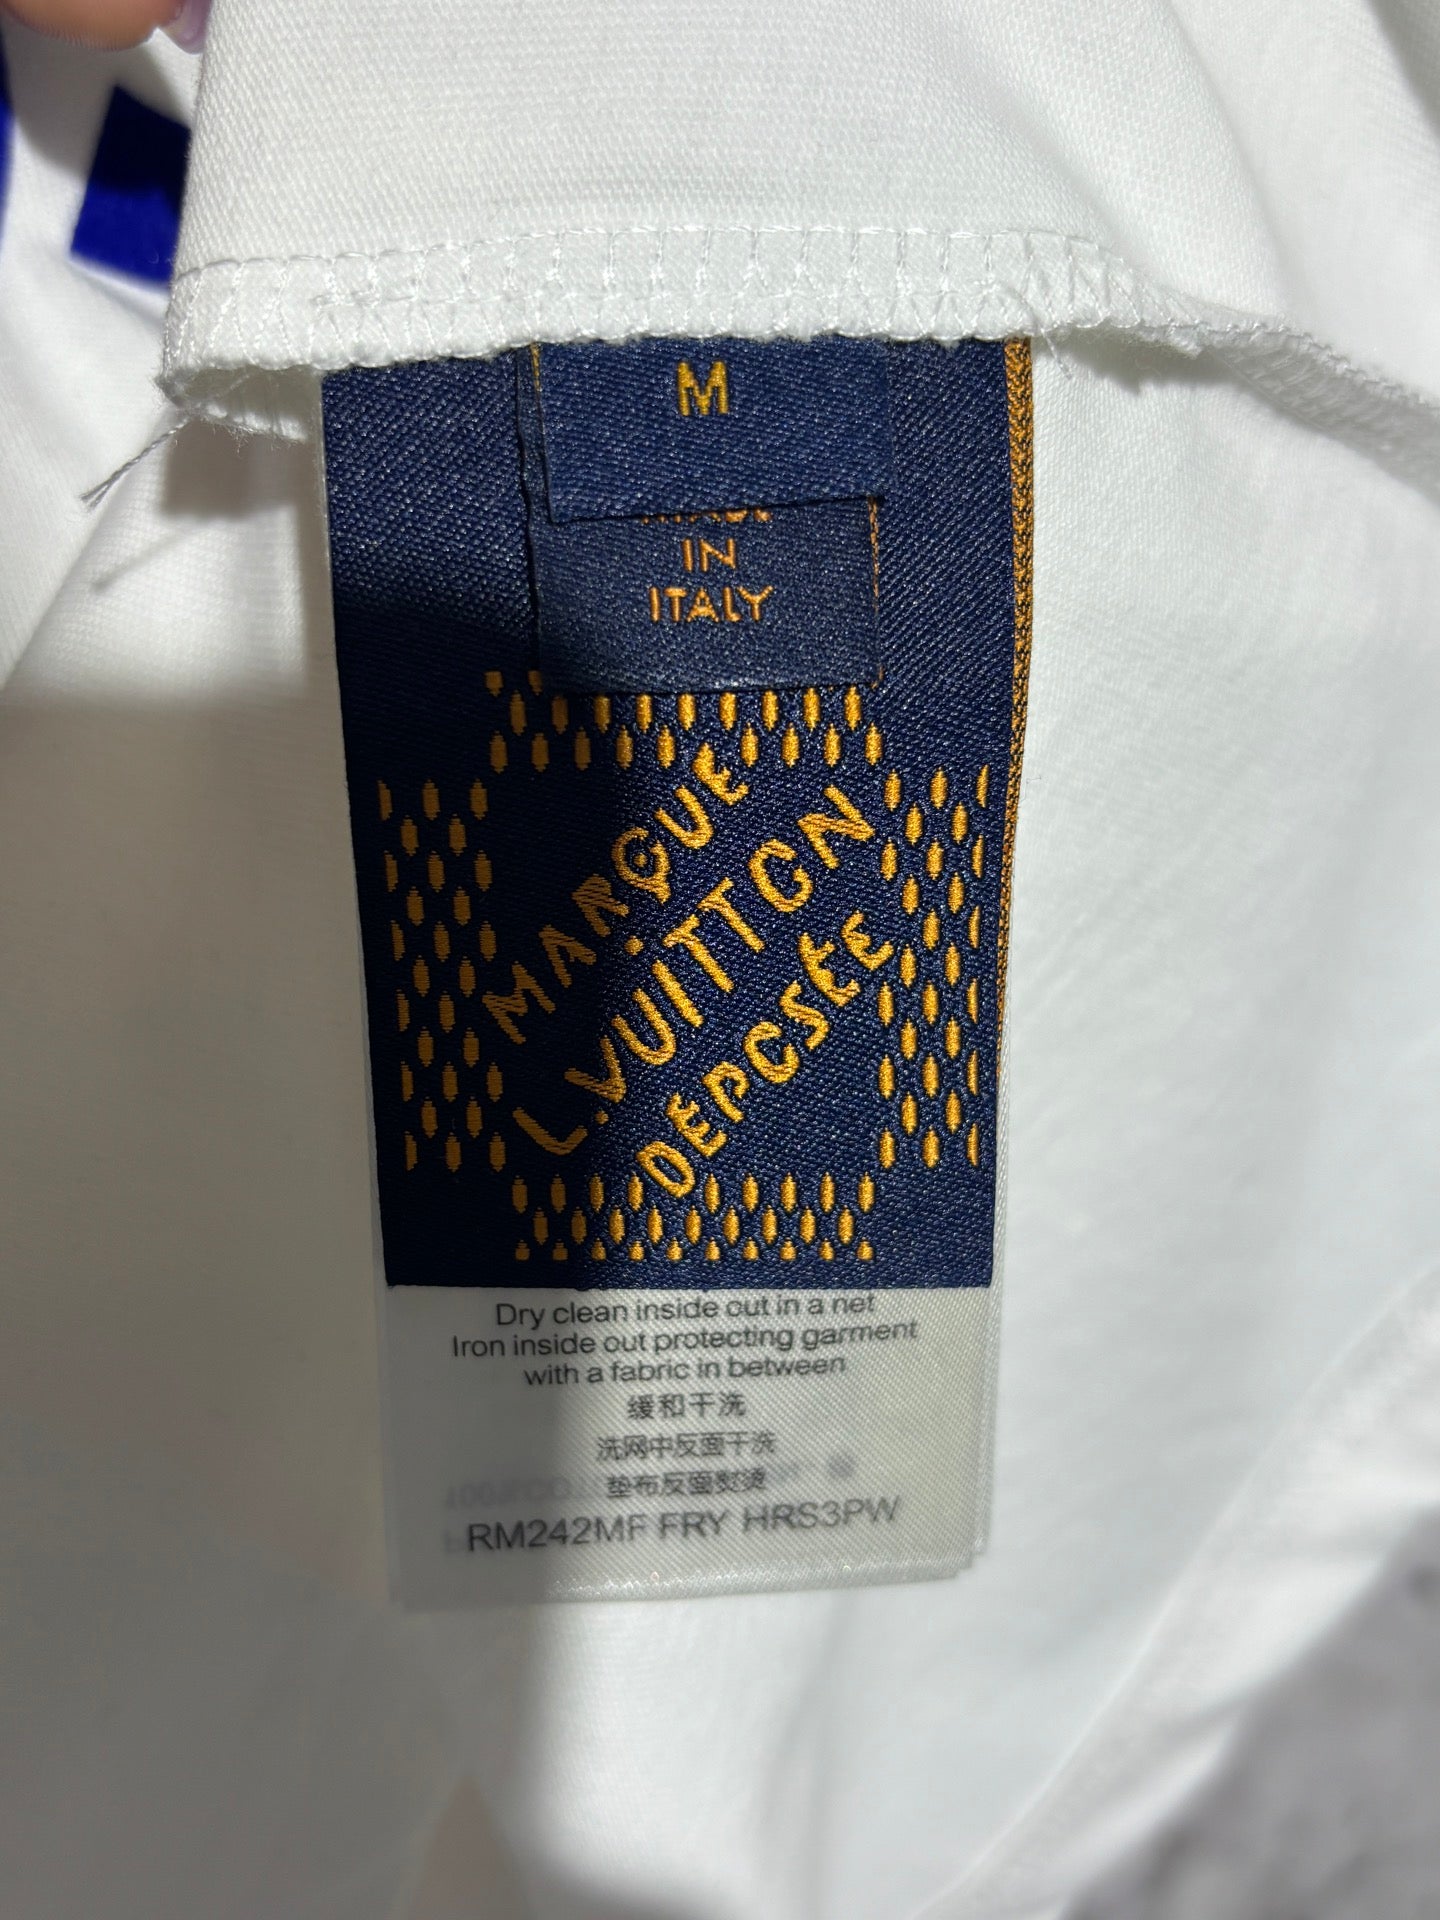 M
MADE
IN
ITALY
MARQUE
L.VUITTON
DEPOSÉE
Dry clean inside out in a net
Iron inside out protecting garment
with a fabric in between
缓和干洗
洗网中反面干洗
垫布反面熨烫
RM242MF FRY HRS3PW